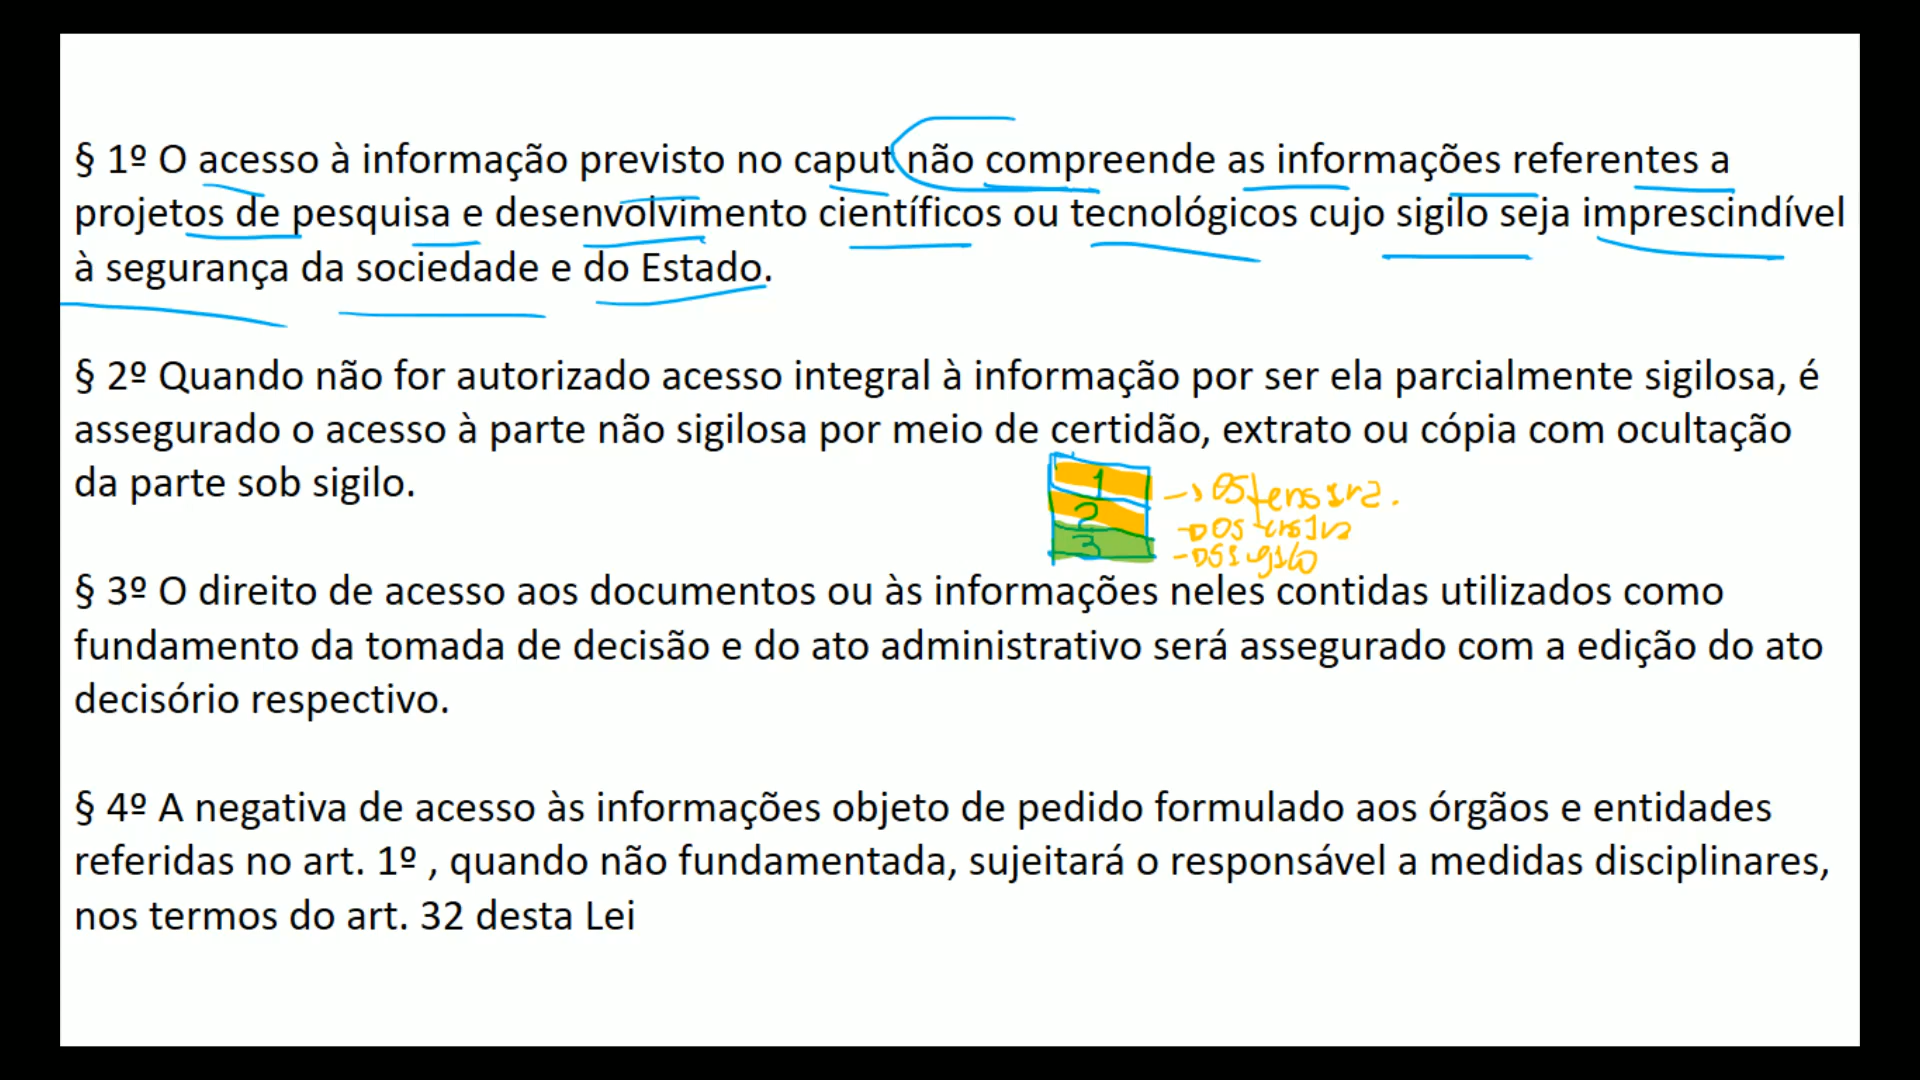 § 1º O acesso à informação previsto no caput não compreende as informações referentes a
projetos de pesquisa e desenvolvimento científicos ou tecnológicos cujo sigilo seja imprescindível
à segurança da sociedade e do Estado.
§ 2º Quando não for autorizado acesso integral à informação por ser ela parcialmente sigilosa, é
assegurado o acesso à parte não sigilosa por meio de certidão, extrato ou cópia com ocultação
da parte sob sigilo.
1
2
3
§ 3º O direito de acesso aos documentos ou às informações neles contidas utilizados como
fundamento da tomada de decisão e do ato administrativo será assegurado com a edição do ato
decisório respectivo.
§ 4º A negativa de acesso às informações objeto de pedido formulado aos órgãos e entidades
referidas no art. 1º , quando não fundamentada, sujeitará o responsável a medidas disciplinares,
nos termos do art. 32 desta Lei